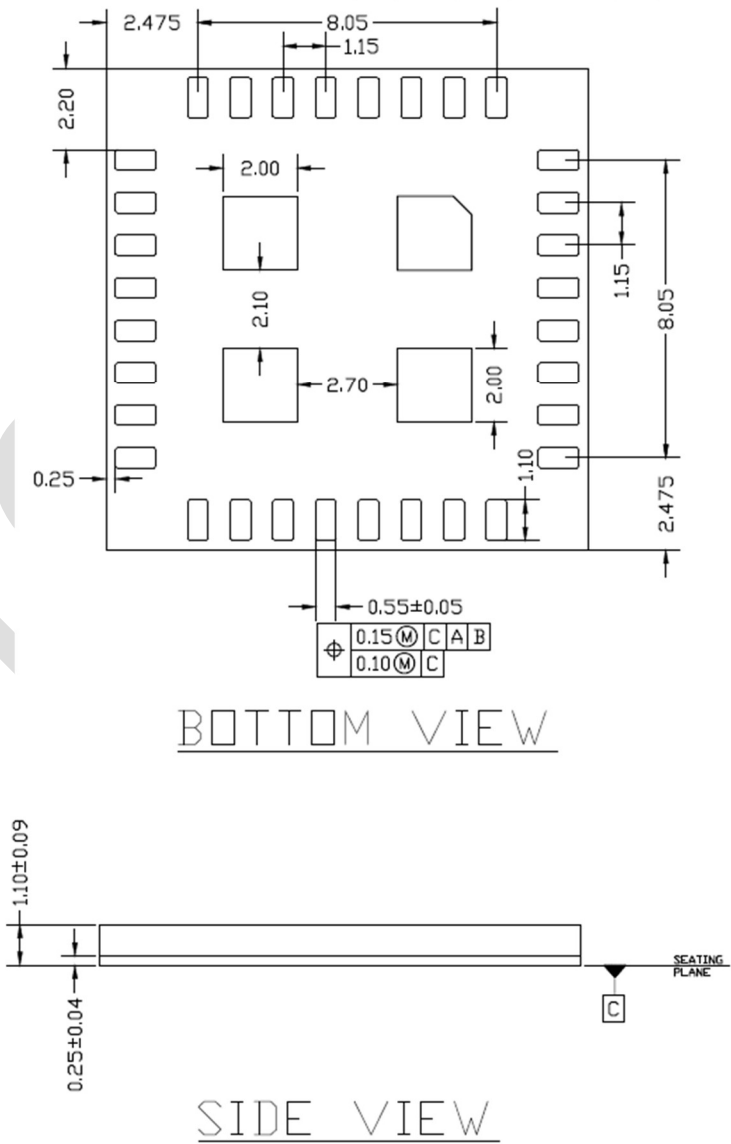 2.475
8.05
1.15
2.20
2.00
2.10
1.15
8.05
2.70
2.00
0.25
1.10
2.475
0.55±0.05
0.15Ⓜ C A B
0.10Ⓜ C
BOTTOM VIEW
1.10±0.09
0.25±0.04
SEATING
PLANE
C
SIDE VIEW